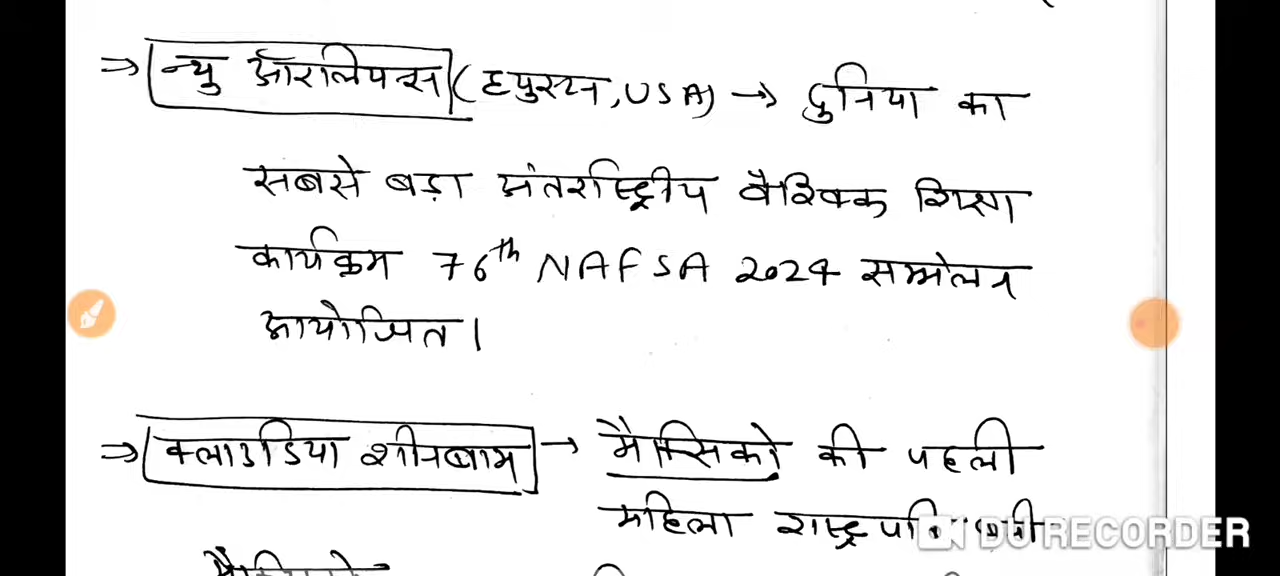 ⇒ न्यु ऑरलियन्स (ह्युस्टन, USA) → दुनिया का
सबसे बड़ा अंतर्राष्ट्रीय वैश्विक शिक्षा
कार्यक्रम 76th NAFSA 2024 सम्मेलन
आयोजित।
⇒ क्लाउडिया शीनबाम → मैक्सिको की पहली
महिला राष्ट्रपति बनी
DU RECORDER